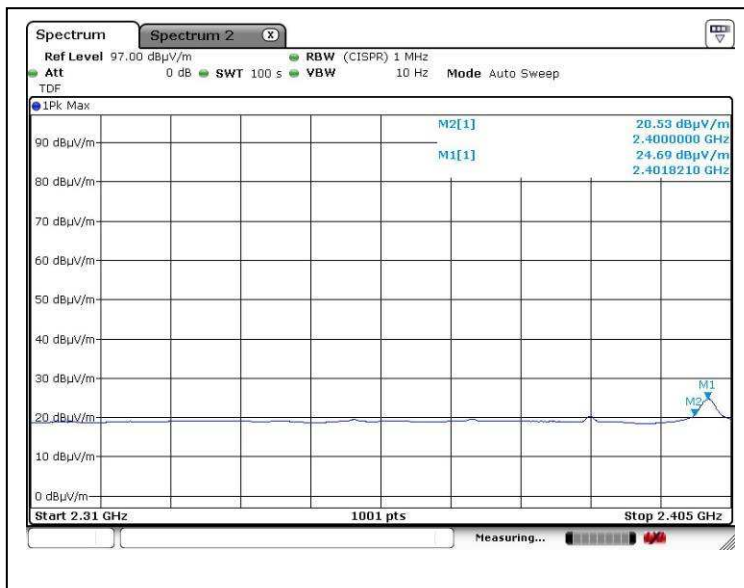 Spectrum
Spectrum 2 X
Ref Level 97.00 dBµV/m RBW (CISPR) 1 MHz
Att 0 dB SWT 100 s VBW 10 Hz Mode Auto Sweep
TDF
1Pk Max
M2[1] 20.53 dBµV/m
2.4000000 GHz
M1[1] 24.69 dBµV/m
2.4018210 GHz
90 dBµV/m
80 dBµV/m
70 dBµV/m
60 dBµV/m
50 dBµV/m
40 dBµV/m
30 dBµV/m
M1
M2
20 dBµV/m
10 dBµV/m
0 dBµV/m
Start 2.31 GHz 1001 pts Stop 2.405 GHz
Measuring...